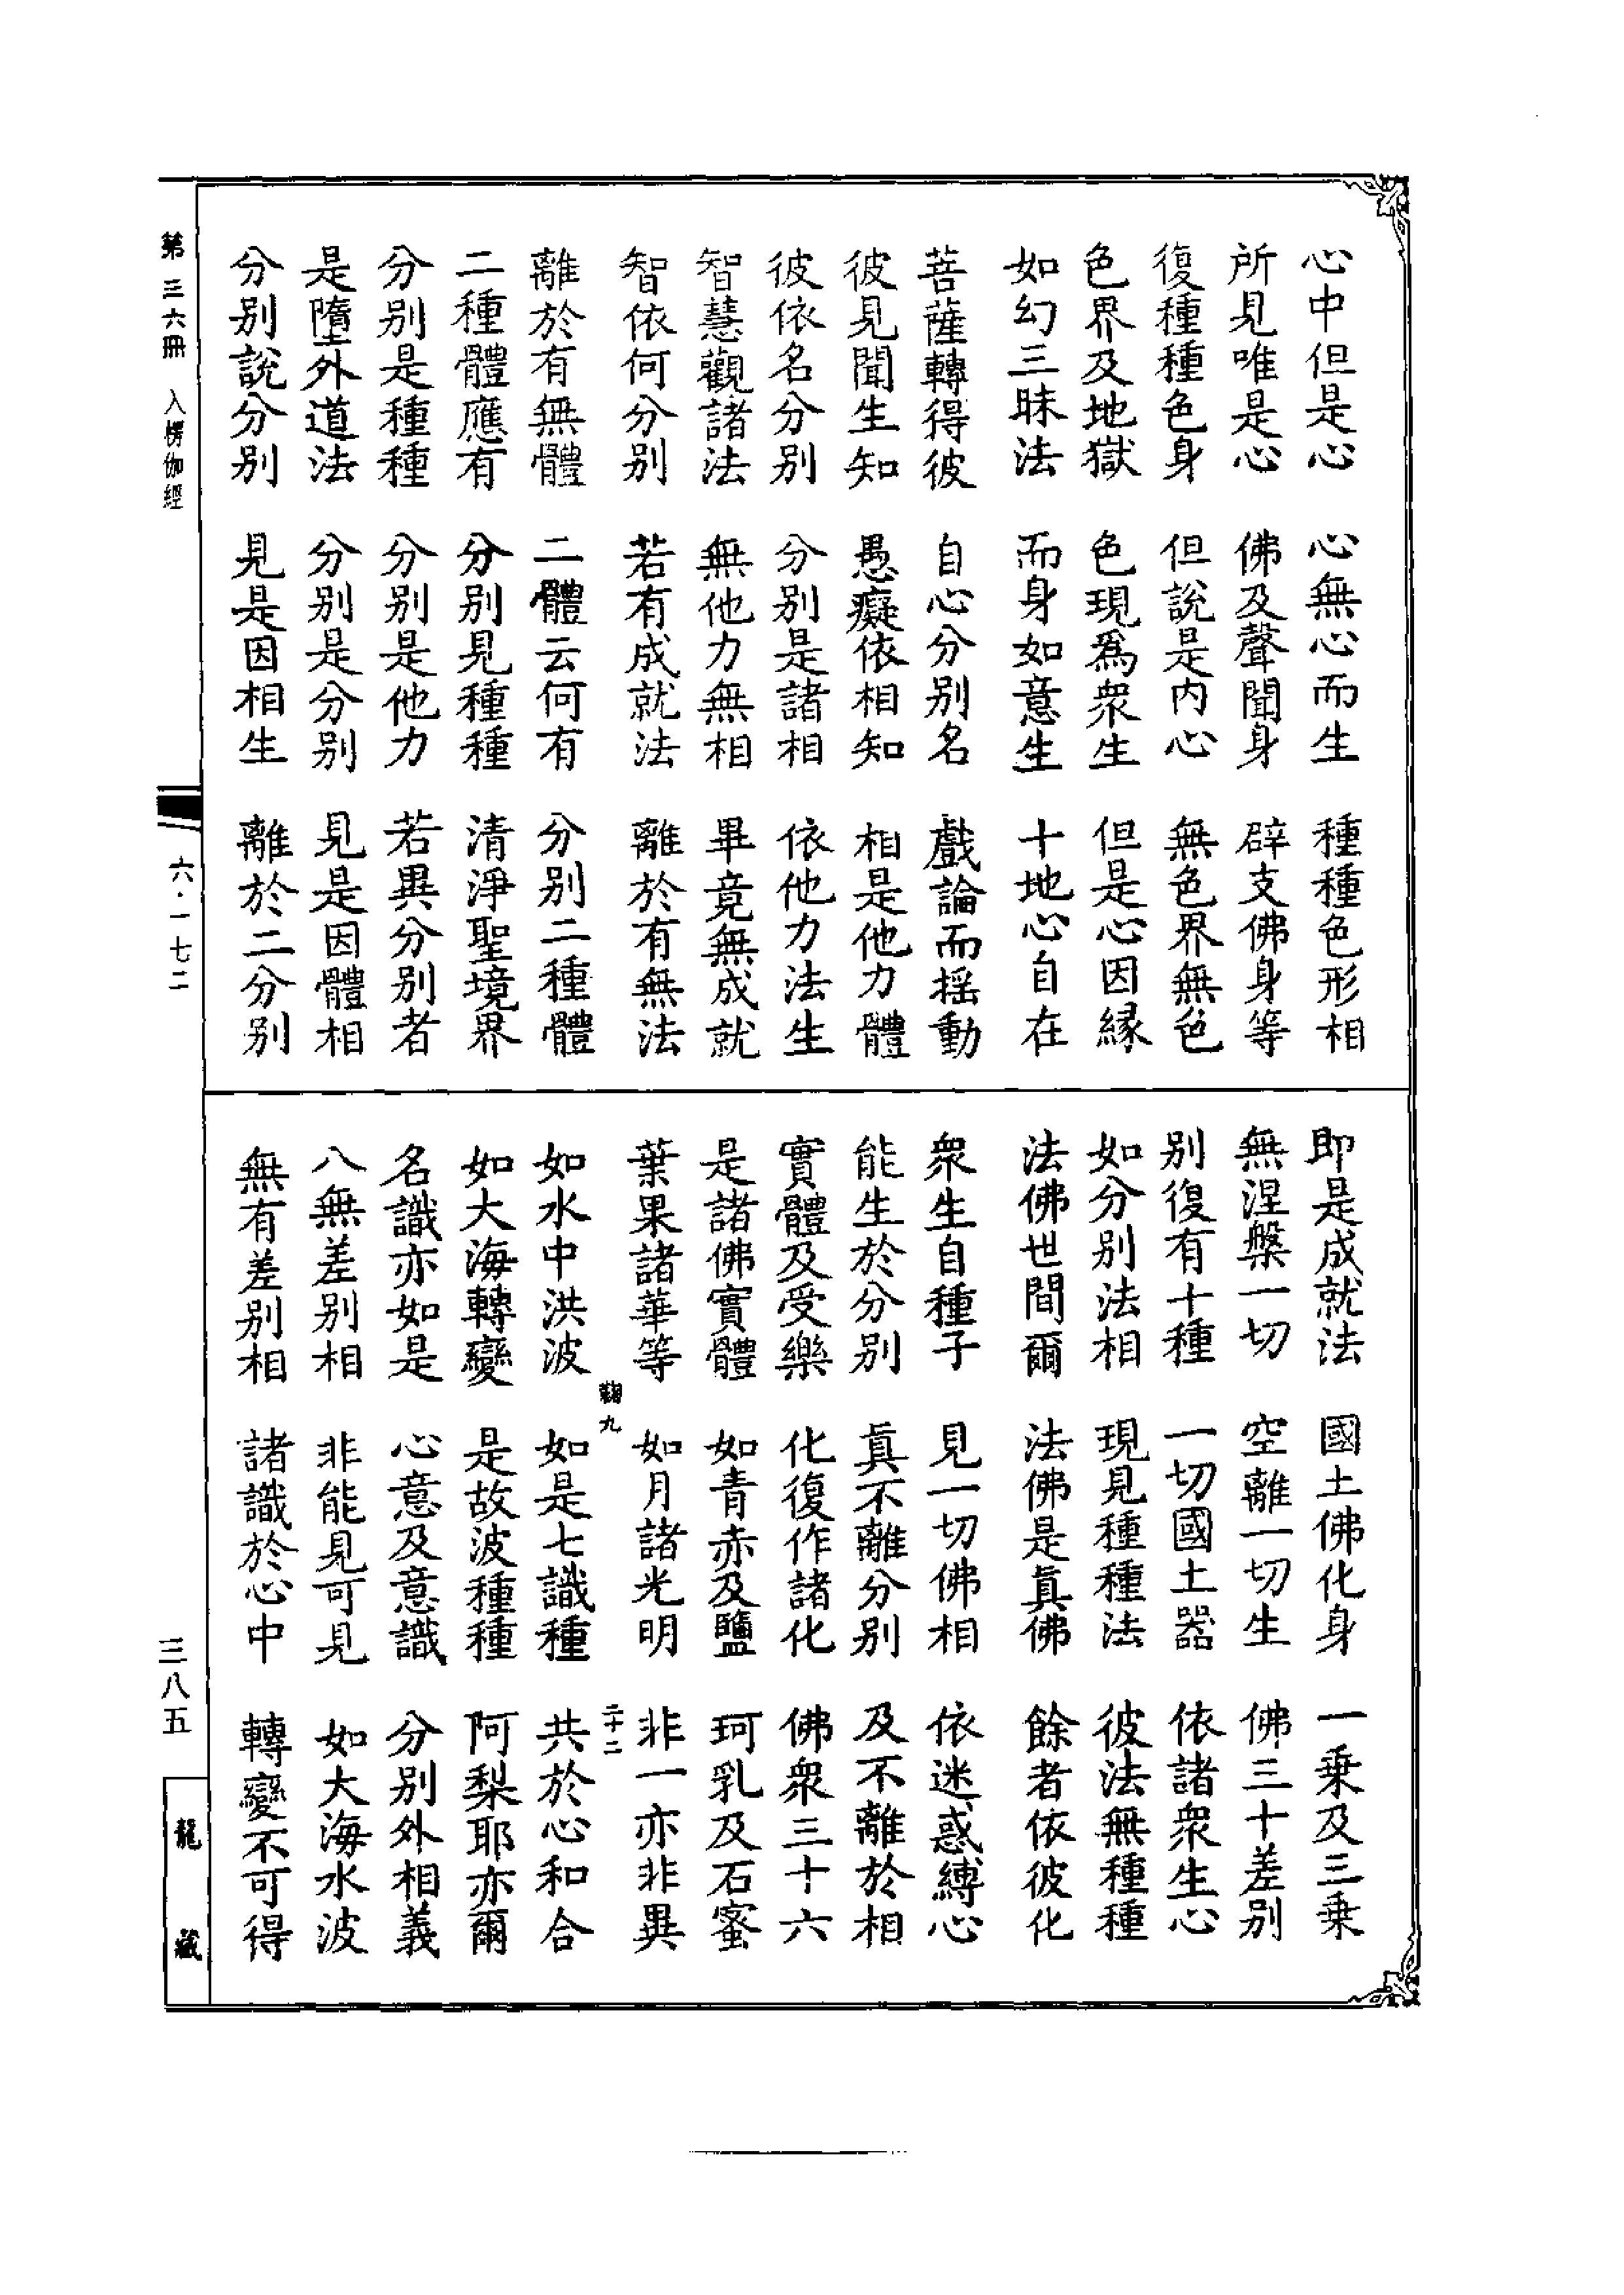 心中但是心　心無心而生　種種色形相
所見唯是心　佛及聲聞身　辟支佛身等
復種種色身　但說是內心　無色界無色
色界及地獄　色現爲衆生　但是心因緣
如幻三昧法　而身如意生　十地心自在
菩薩轉得彼　自心分別名　戲論而搖動
彼見聞生知　愚癡依相知　相是他力體
彼依名分別　分別是諸相　依他力法生
智慧觀諸法　無他力無相　畢竟無成就
智依何分別　若有成就法　離於有無法
離於有無體　二體云何有　分別二種體
二種體應有　分別見種種　清淨聖境界
分別是種種　分別是他力　若異分別者
是墮外道法　分別是分別　見是因體相
分別說分別　見是因相生　離於二分別
即是成就法　國土佛化身　一乘及三乘
無涅槃一切　空離一切生　佛三十差別
別復有十種　一切國土器　依諸衆生心
如分別法相　現見種種法　彼法無種種
法佛世間爾　法佛是眞佛　餘者依彼化
衆生自種子　見一切佛相　依迷惑縛心
能生於分別　眞不離分別　及不離於相
實體及受樂　化復作諸化　佛衆三十六
是諸佛實體　如青赤及鹽　珂乳及石蜜
葉果諸華等　如月諸光明　非一亦非異
九　二十二
如水中洪波　如是七識種　共於心和合
如大海轉變　是故波種種　阿梨耶亦爾
名識亦如是　心意及意識　分別外相義
八無差別相　非能見可見　如大海水波
無有差別相　諸識於心中　轉變不可得
第三六冊　入楞伽經　六·一七二　三八五　龍藏